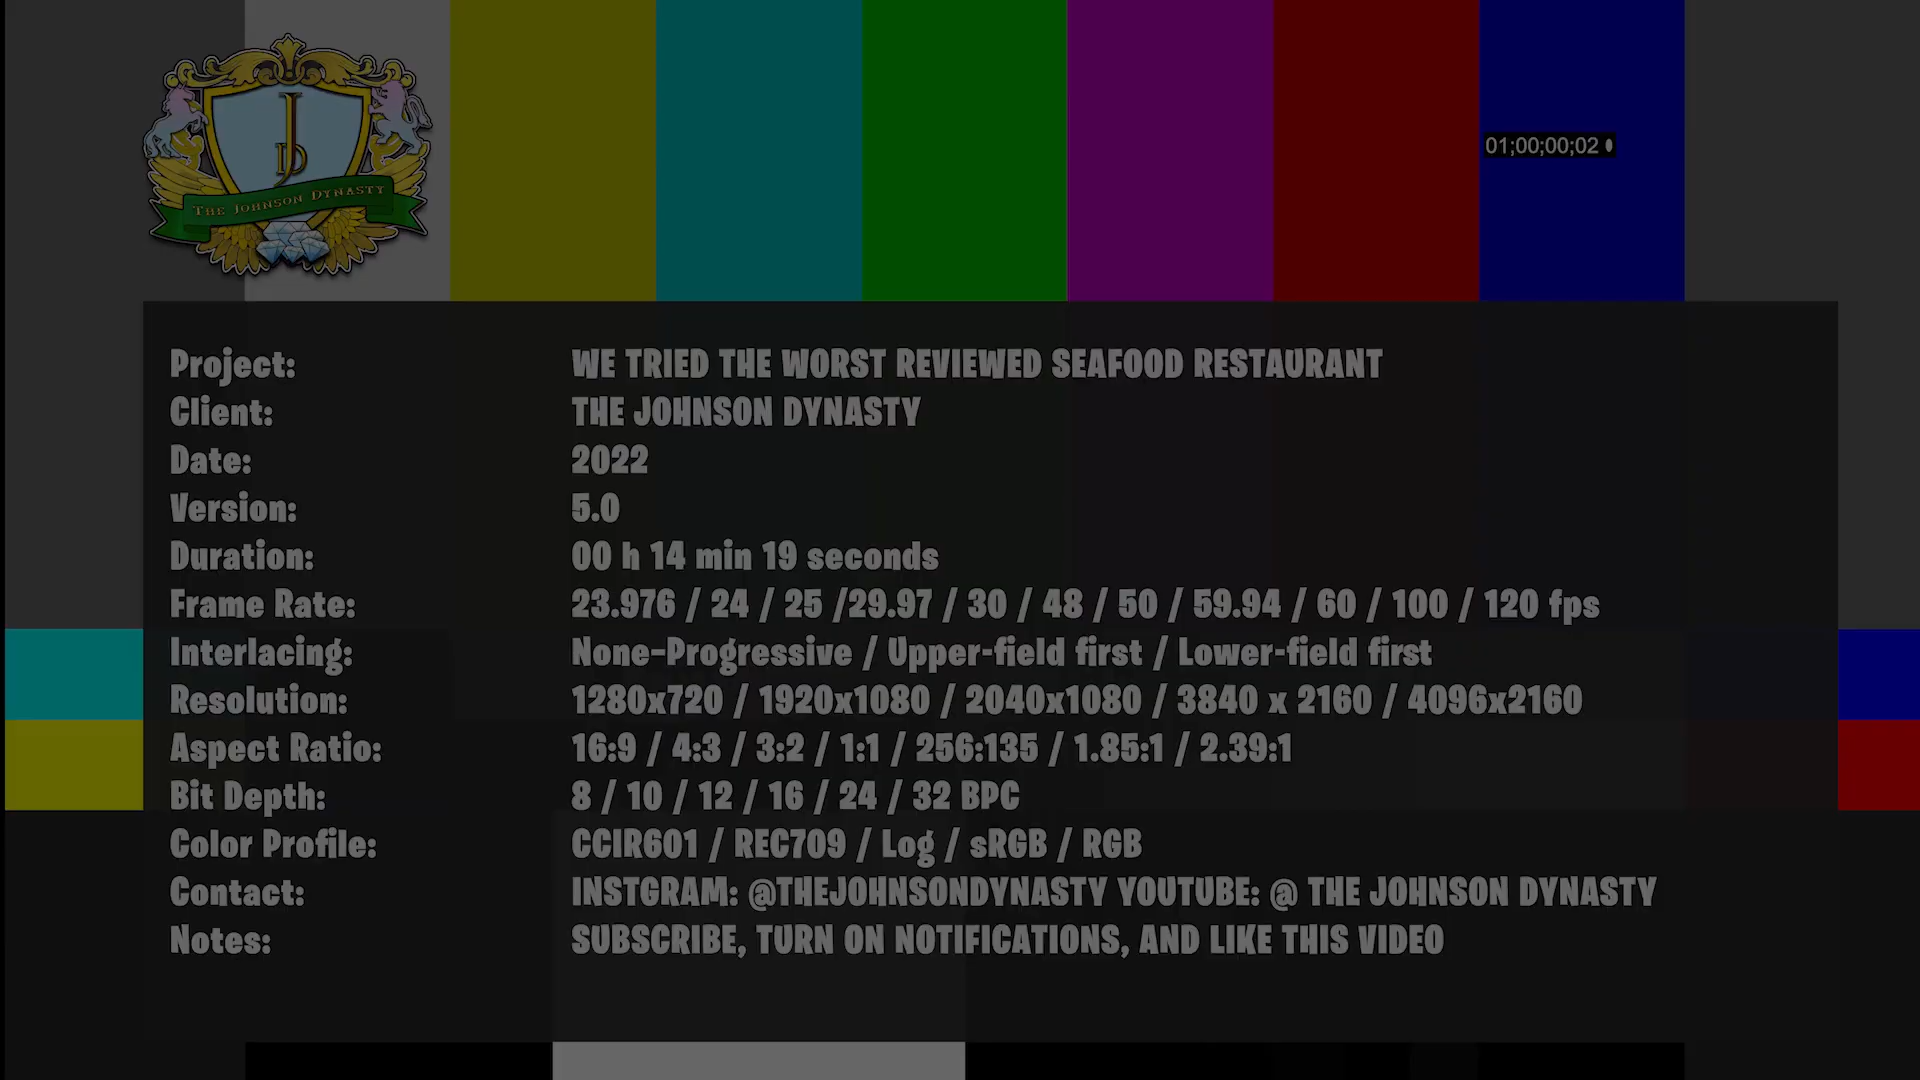 J
D
THE JOHNSON DYNASTY
01;00;00;02
Project: WE TRIED THE WORST REVIEWED SEAFOOD RESTAURANT
Client: THE JOHNSON DYNASTY
Date: 2022
Version: 5.0
Duration: 00 h 14 min 19 seconds
Frame Rate: 23.976 / 24 / 25 /29.97 / 30 / 48 / 50 / 59.94 / 60 / 100 / 120 fps
Interlacing: None-Progressive / Upper-field first / Lower-field first
Resolution: 1280x720 / 1920x1080 / 2040x1080 / 3840 x 2160 / 4096x2160
Aspect Ratio: 16:9 / 4:3 / 3:2 / 1:1 / 256:135 / 1.85:1 / 2.39:1
Bit Depth: 8 / 10 / 12 / 16 / 24 / 32 BPC
Color Profile: CCIR601 / REC709 / Log / sRGB / RGB
Contact: INSTGRAM: @THEJOHNSONDYNASTY YOUTUBE: @ THE JOHNSON DYNASTY
Notes: SUBSCRIBE, TURN ON NOTIFICATIONS, AND LIKE THIS VIDEO